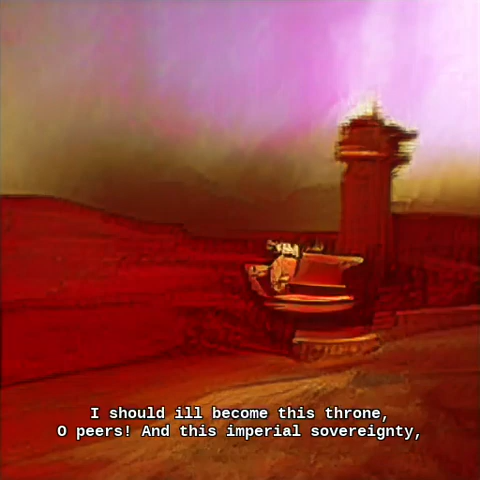 I should ill become this throne,
O peers! And this imperial sovereignty,